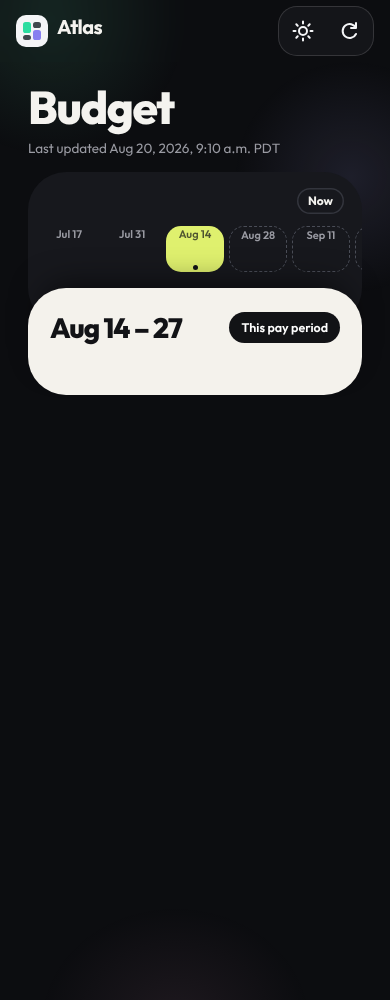 Atlas
Budget
Last updated Aug 20, 2026, 9:10 a.m. PDT
Now
Jul 17 Jul 31 Aug 14 Aug 28 Sep 11
Aug 14 – 27 This pay period